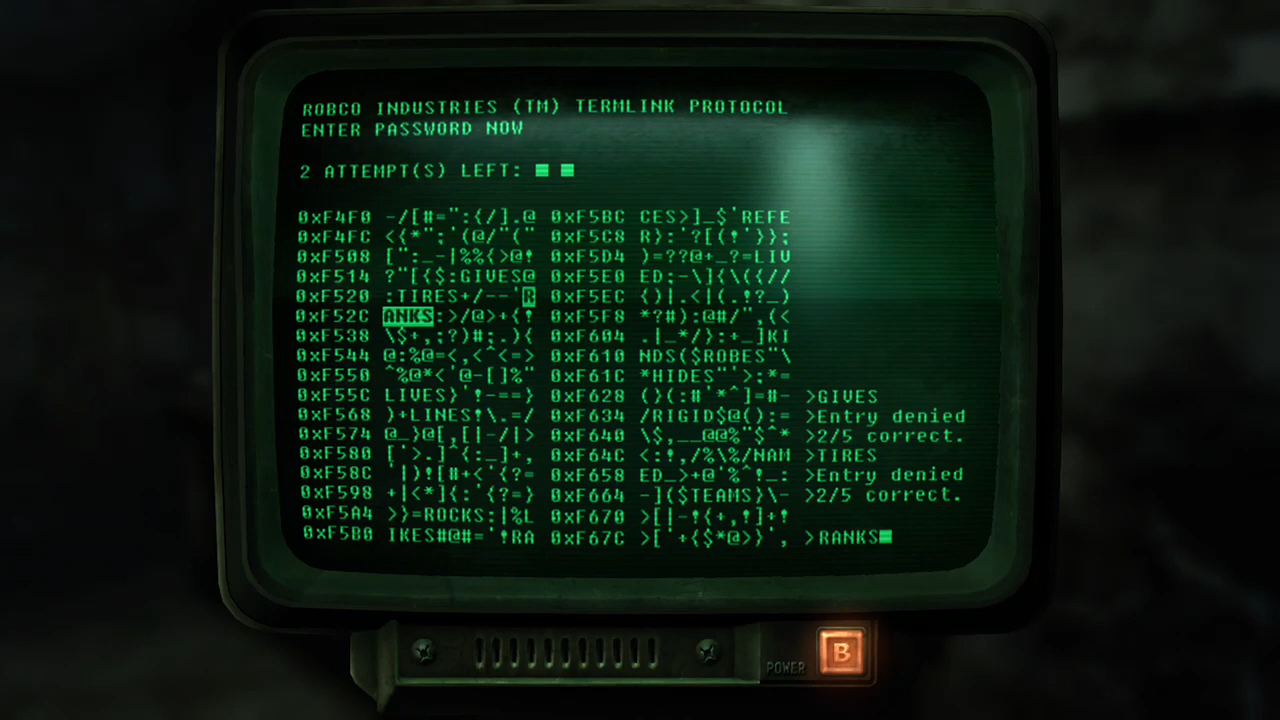 ROBCO INDUSTRIES (TM) TERMLINK PROTOCOL
ENTER PASSWORD NOW
2 ATTEMPT(S) LEFT: ■ ■
0xF4F0 -/[#=":{/].@ 0xF5BC CES>]_$'REFE
0xF4FC <{*";'(@/"(" 0xF5C8 R}:'?[(!'}};
0xF508 [":_-|%%{>@! 0xF5D4 )=??@+_?=LIV
0xF514 ?"[{$:GIVES@ 0xF5E0 ED;-\]{\({//
0xF520 :TIRES+/--'R 0xF5EC {)|.<|(.!?_)
0xF52C ANKS:>/@>+{! 0xF5F8 *?#):@#/",(<
0xF538 \$+,;?)#;.){ 0xF604 .|_*/}:+_]KI
0xF544 @:%@=<,<^<=> 0xF610 NDS($ROBES"\
0xF550 ^%@*<'@-[]%" 0xF61C *HIDES"'>;*=
0xF55C LIVES}'!-==} 0xF628 (}(:#'*^]=#- >GIVES
0xF568 )+LINES!\.=/ 0xF634 /RIGID$@():= >Entry denied
0xF574 @_}@[,[|-/|> 0xF640 \$,__@@%"$^* >2/5 correct.
0xF580 ['>.]^{:_]+, 0xF64C <:!,/%\%/NAM >TIRES
0xF58C '|)![#+<'{?= 0xF658 ED_>+@'%^!_: >Entry denied
0xF598 +|<*]{:'{?=} 0xF664 -]($TEAMS}\- >2/5 correct.
0xF5A4 >}=ROCKS:|%L 0xF670 >[|-!{+,!]+!
0xF5B0 IKES#@#='!RA 0xF67C >['+{$*@>}', >RANKS■
POWER B